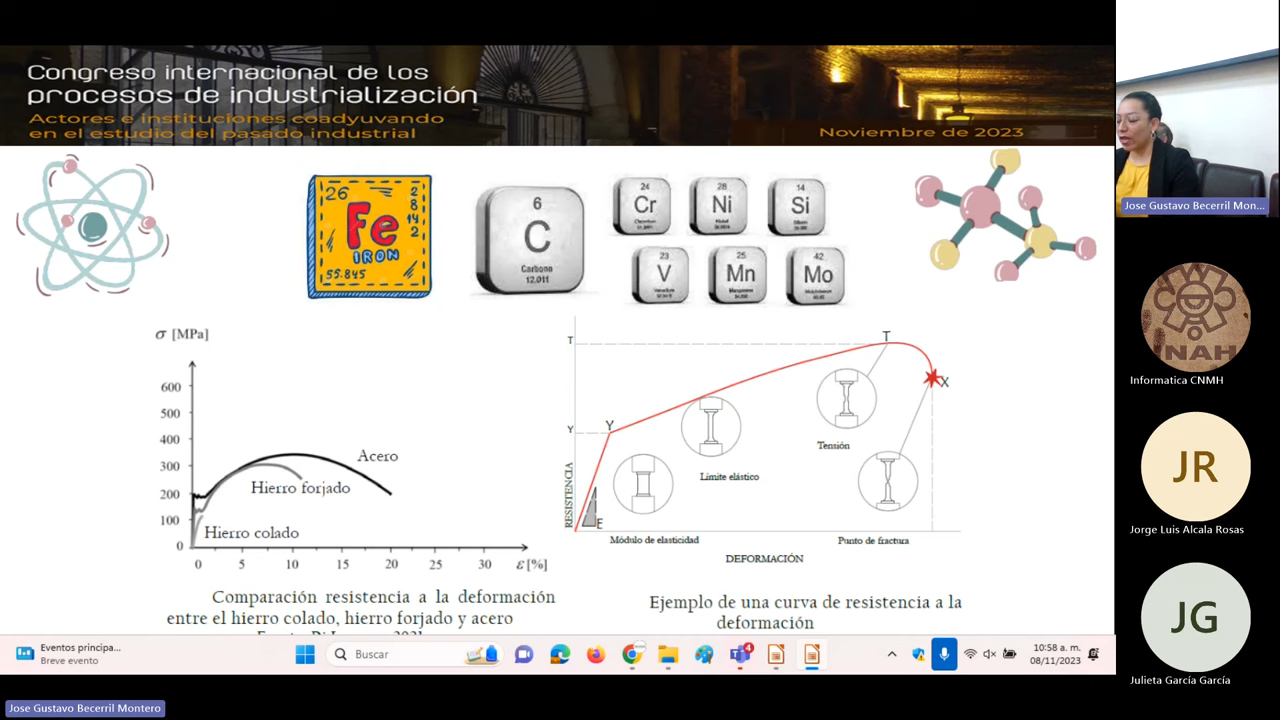 Congreso internacional de los
procesos de industrialización
Actores e instituciones coadyuvando
en el estudio del pasado industrial
Noviembre de 2023
Jose Gustavo Becerril Mon...
26
2
8
14
2
Fe
IRON
55.845
6
C
Carbono
12.011
24
Cr
28
Ni
14
Si
23
V
25
Mn
42
Mo
σ [MPa]
600
500
400
300
200
100
0
Acero
Hierro forjado
Hierro colado
0 5 10 15 20 25 30 ε [%]
Comparación resistencia a la deformación
entre el hierro colado, hierro forjado y acero
T
T
X
Y
Y
RESISTENCIA
E
Tensión
Límite elástico
Módulo de elasticidad
Punto de fractura
DEFORMACIÓN
Ejemplo de una curva de resistencia a la
deformación
INAH
Informatica CNMH
JR
Jorge Luis Alcala Rosas
JG
Julieta García García
Eventos principa...
Breve evento
Buscar
4
10:58 a. m.
08/11/2023
Jose Gustavo Becerril Montero